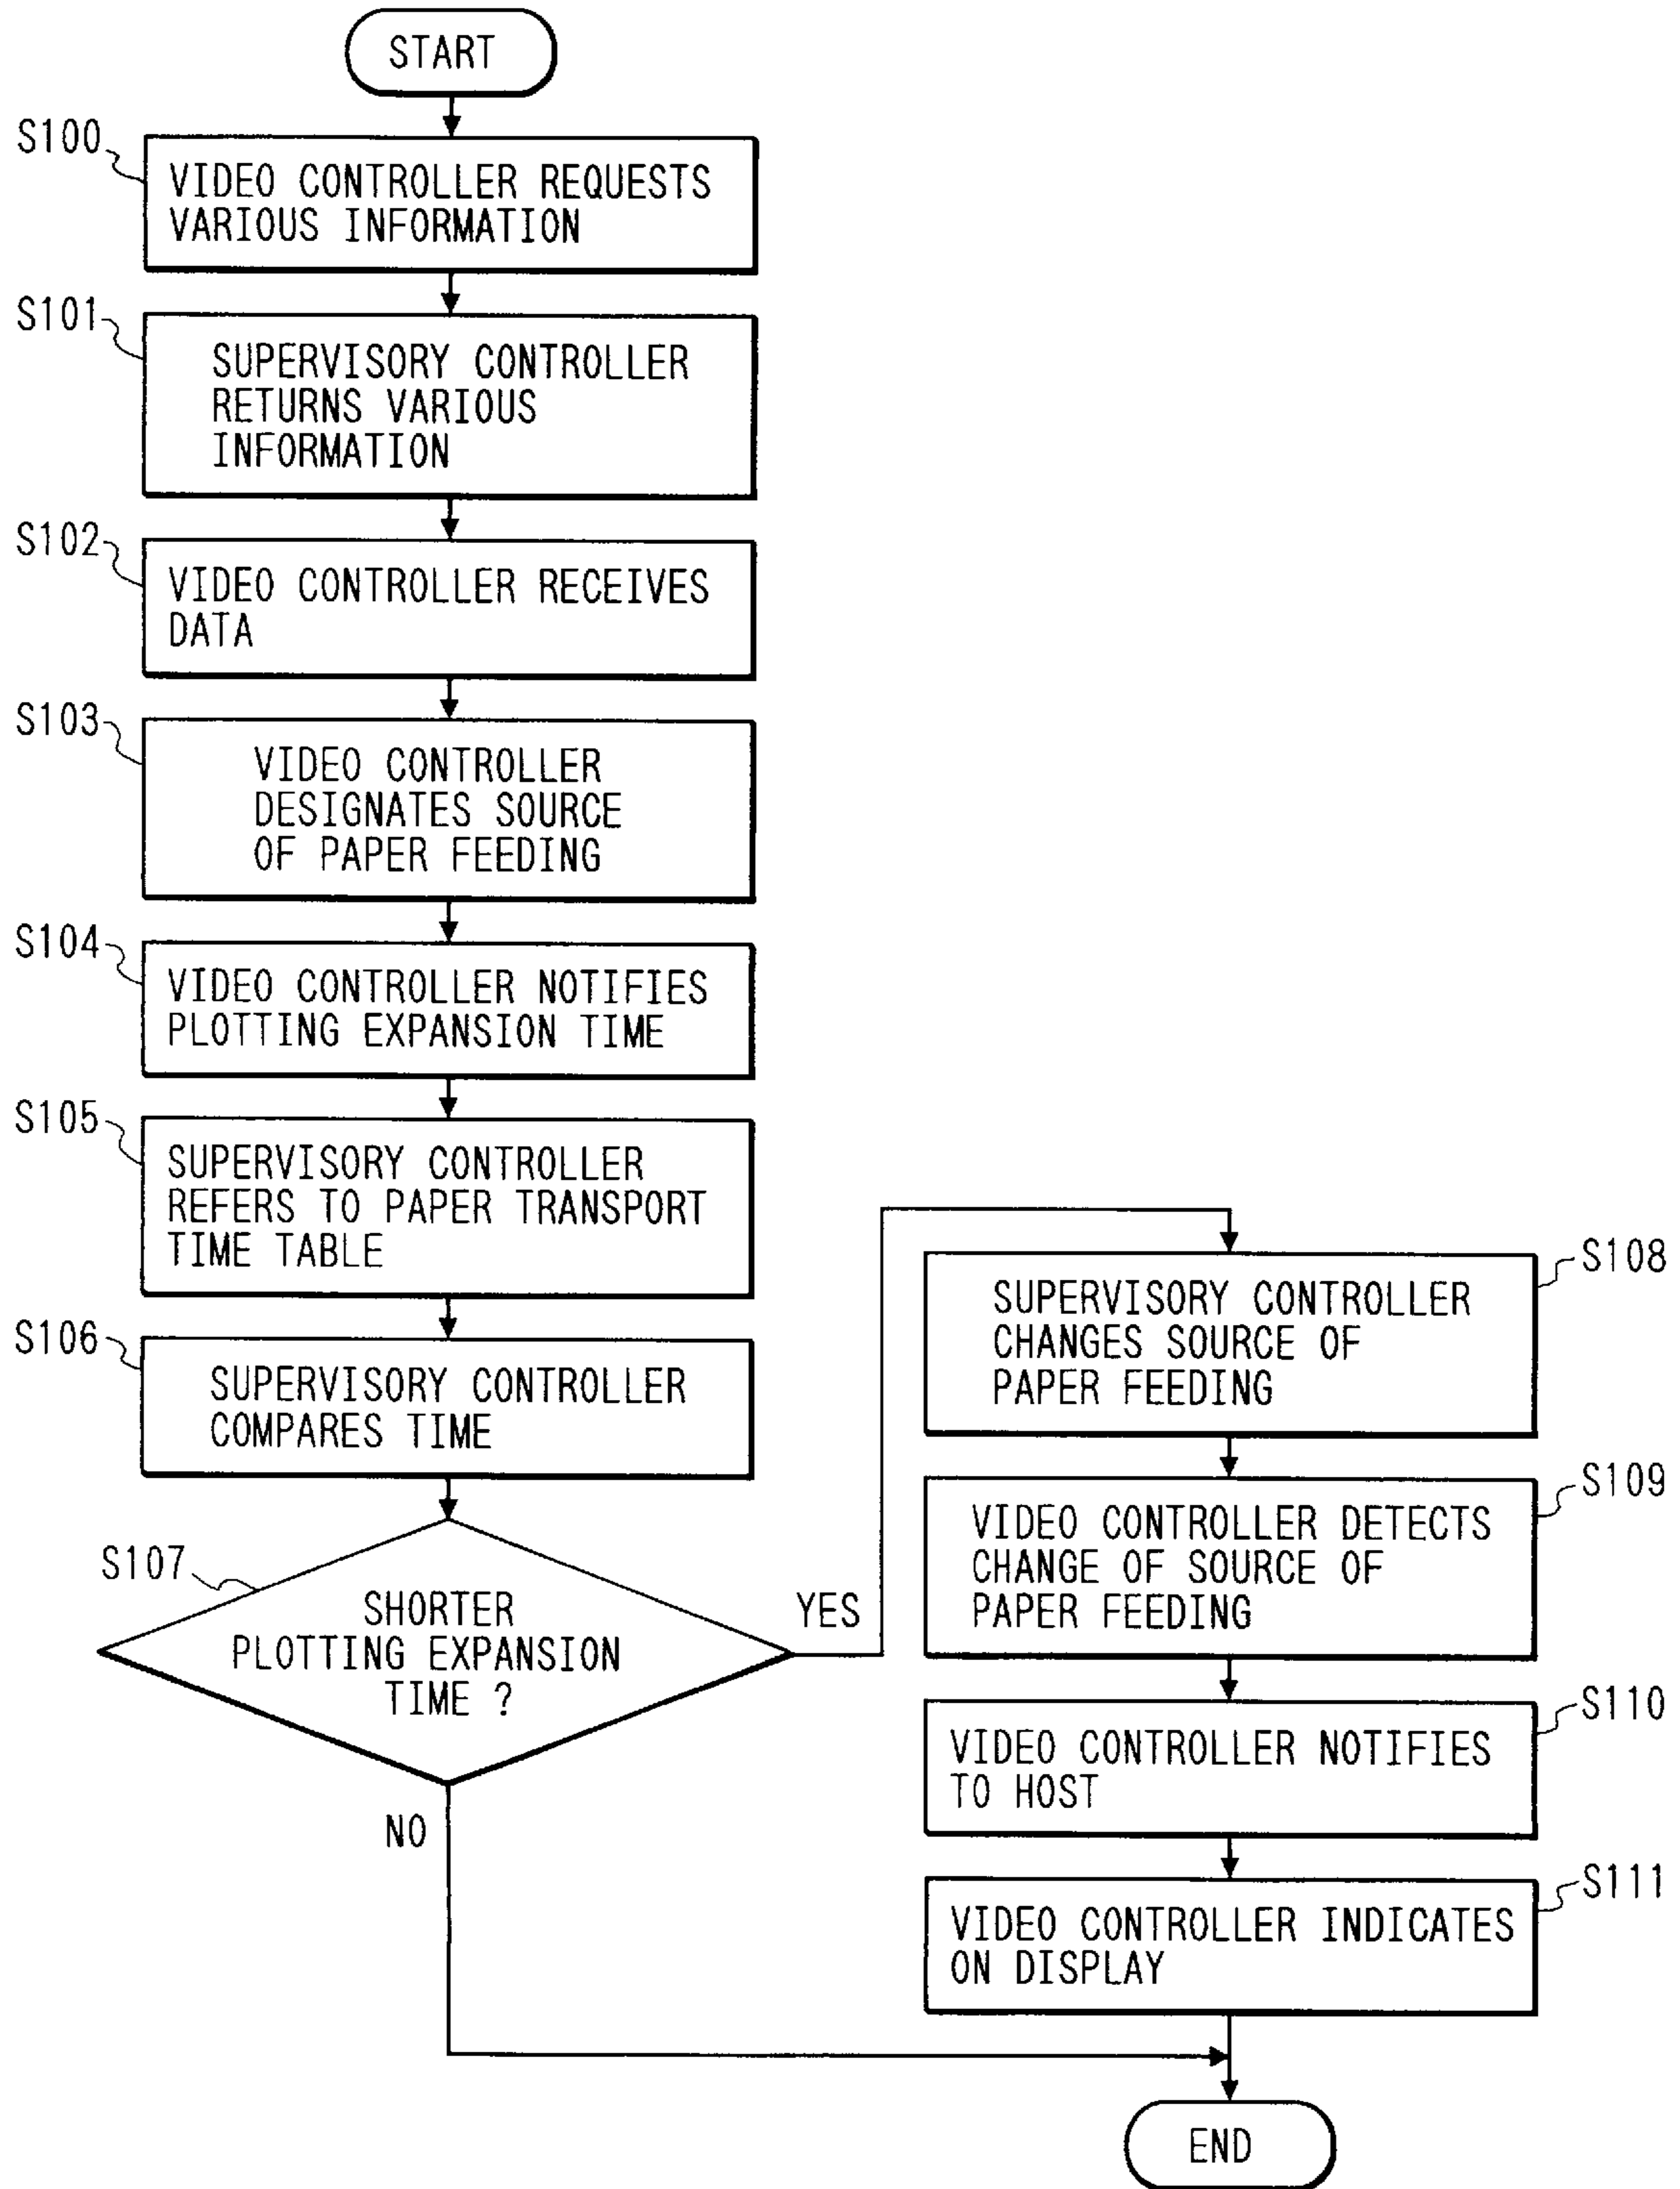 START
S100
VIDEO CONTROLLER REQUESTS
VARIOUS INFORMATION
S101
SUPERVISORY CONTROLLER
RETURNS VARIOUS
INFORMATION
S102
VIDEO CONTROLLER RECEIVES
DATA
S103
VIDEO CONTROLLER
DESIGNATES SOURCE
OF PAPER FEEDING
S104
VIDEO CONTROLLER NOTIFIES
PLOTTING EXPANSION TIME
S105
SUPERVISORY CONTROLLER
REFERS TO PAPER TRANSPORT
TIME TABLE
S106
SUPERVISORY CONTROLLER
COMPARES TIME
S107
SHORTER
PLOTTING EXPANSION
TIME ?
YES
NO
S108
SUPERVISORY CONTROLLER
CHANGES SOURCE OF
PAPER FEEDING
S109
VIDEO CONTROLLER DETECTS
CHANGE OF SOURCE OF
PAPER FEEDING
S110
VIDEO CONTROLLER NOTIFIES
TO HOST
S111
VIDEO CONTROLLER INDICATES
ON DISPLAY
END